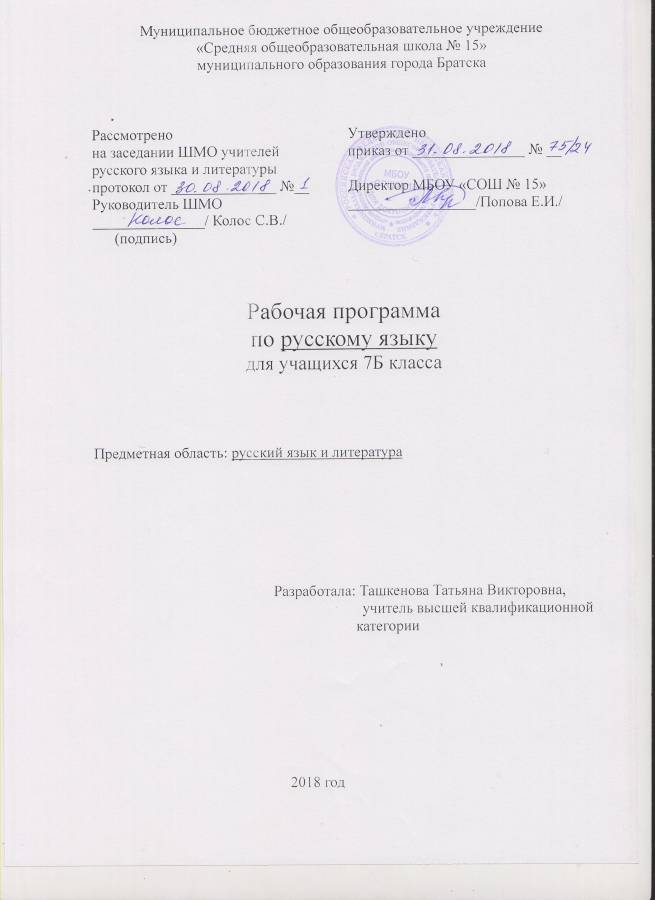 Муниципальное бюджетное общеобразовательное учреждение
«Средняя общеобразовательная школа № 15»
муниципального образования города Братска
Рассмотрено
на заседании ШМО учителей
русского языка и литературы
протокол от 30.08.2018 № 1
Руководитель ШМО
Колос / Колос С.В./
(подпись)
Утверждено
приказ от 31.08.2018 № 75/24
Директор МБОУ «СОШ № 15»
/Попова Е.И./
МБОУ
Рабочая программа
по русскому языку
для учащихся 7Б класса
Предметная область: русский язык и литература
Разработала: Ташкенова Татьяна Викторовна,
учитель высшей квалификационной
категории
2018 год